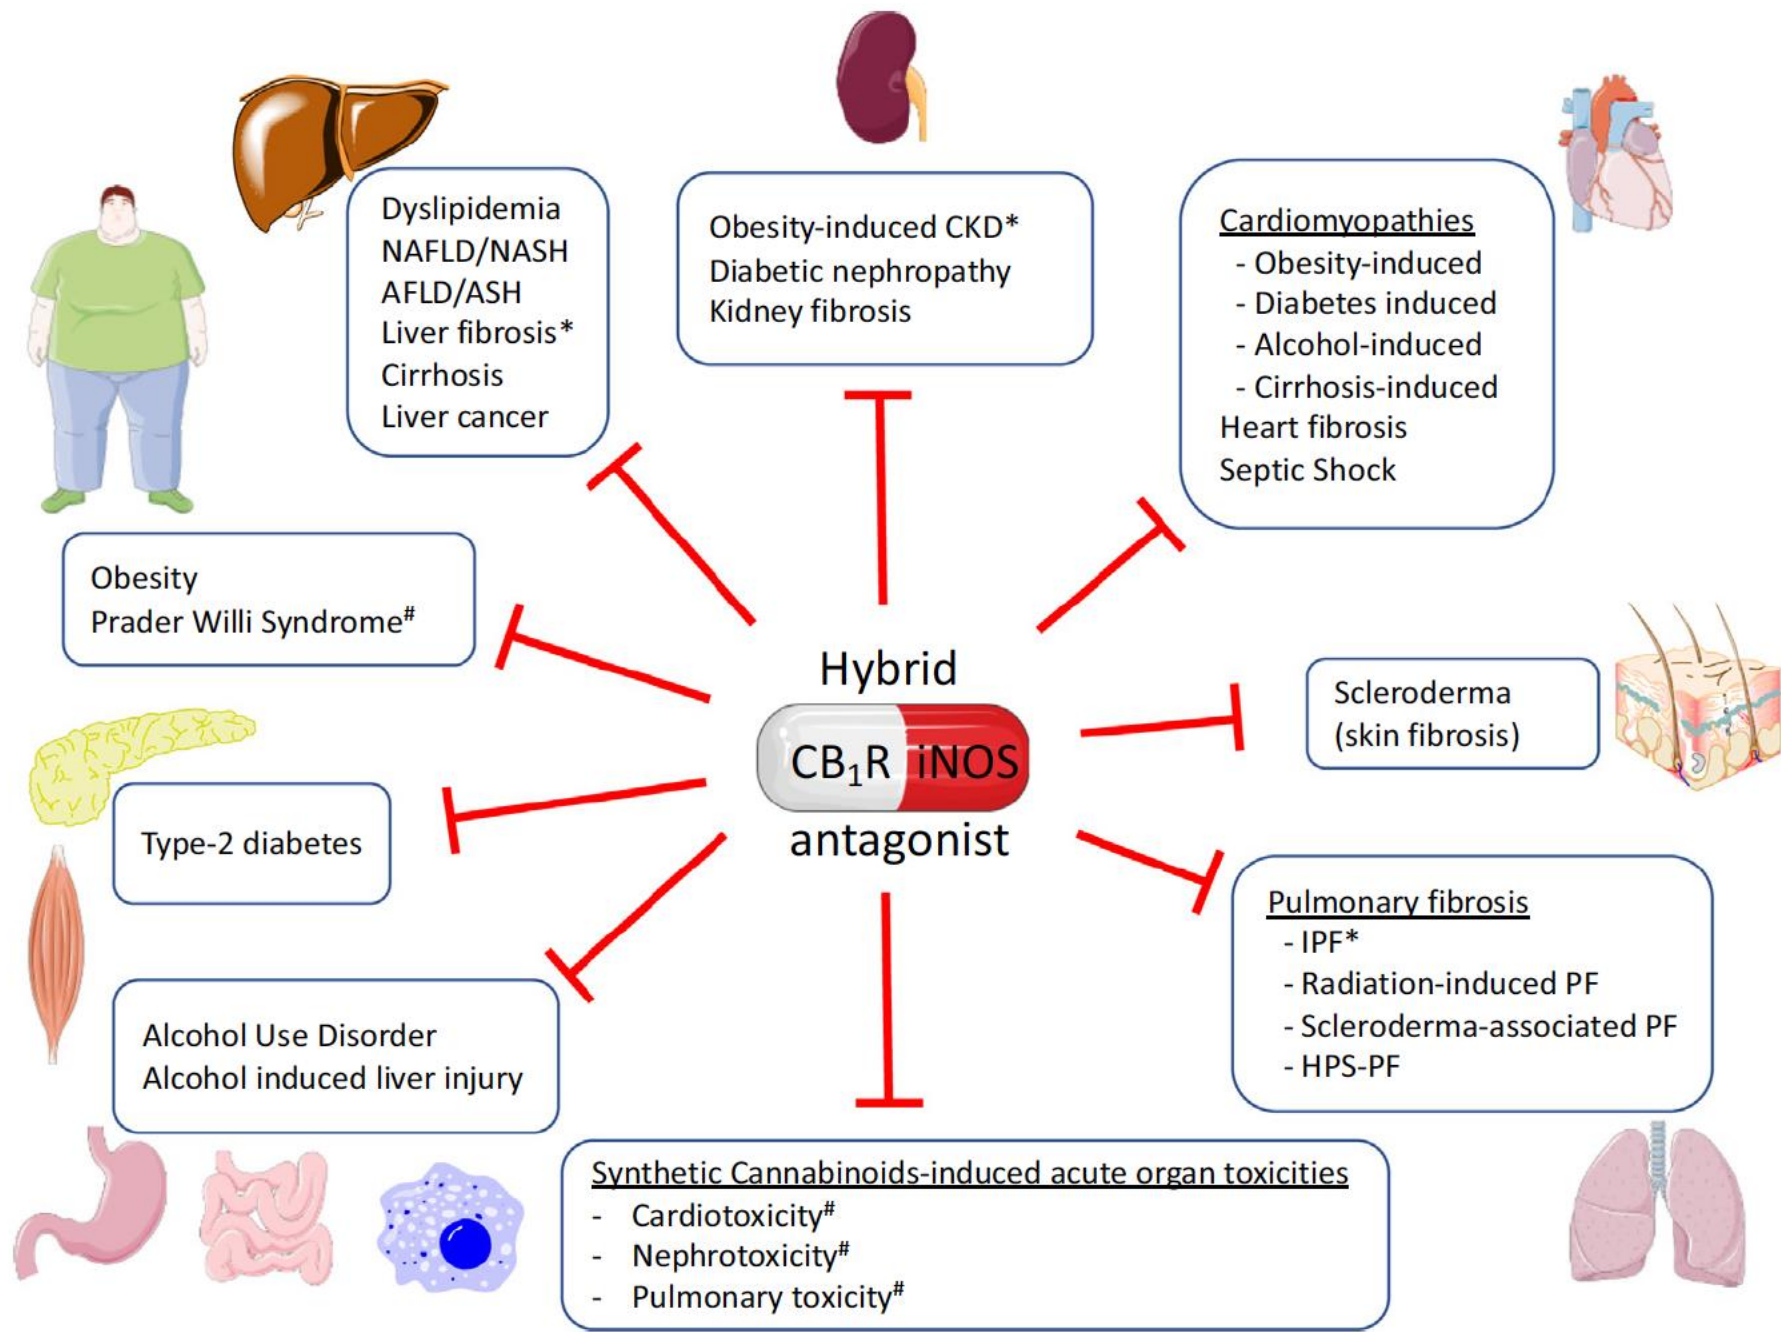 Dyslipidemia
NAFLD/NASH
AFLD/ASH
Liver fibrosis*
Cirrhosis
Liver cancer
Obesity-induced CKD*
Diabetic nephropathy
Kidney fibrosis
Cardiomyopathies
- Obesity-induced
- Diabetes induced
- Alcohol-induced
- Cirrhosis-induced
Heart fibrosis
Septic Shock
Obesity
Prader Willi Syndrome#
Hybrid
CB₁R iNOS
antagonist
Scleroderma
(skin fibrosis)
Type-2 diabetes
Pulmonary fibrosis
- IPF*
- Radiation-induced PF
- Scleroderma-associated PF
- HPS-PF
Alcohol Use Disorder
Alcohol induced liver injury
Synthetic Cannabinoids-induced acute organ toxicities
- Cardiotoxicity#
- Nephrotoxicity#
- Pulmonary toxicity#